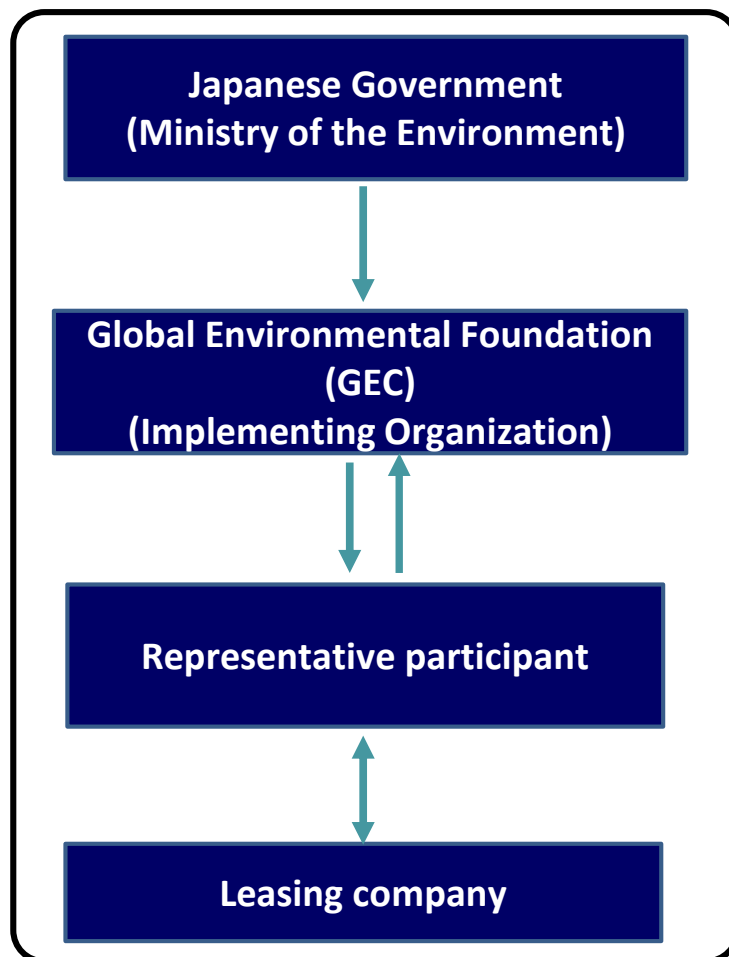 Japanese Government
(Ministry of the Environment)
Global Environmental Foundation
(GEC)
(Implementing Organization)
Representative participant
Leasing company